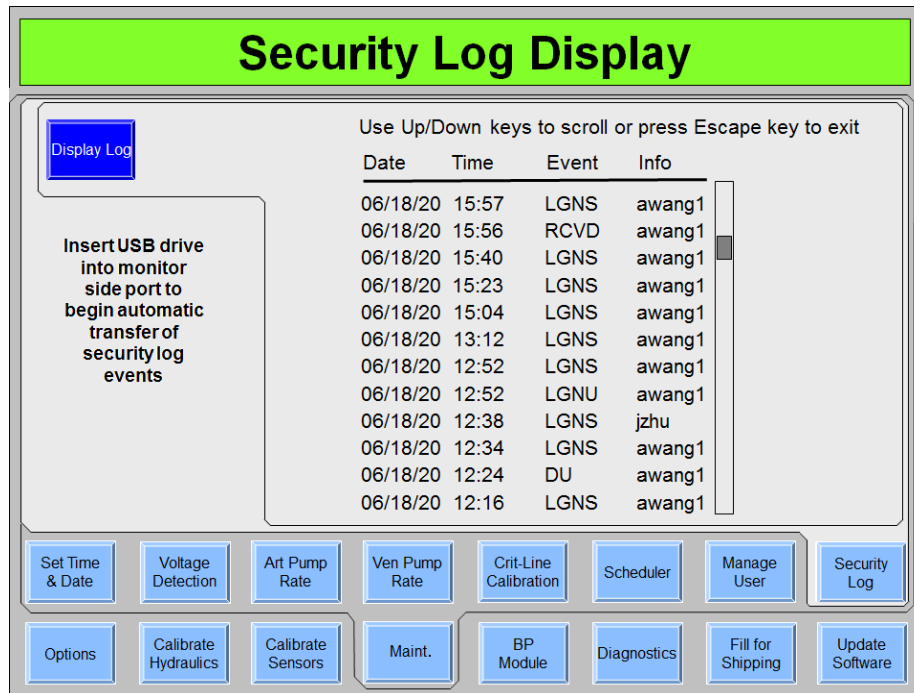 Security Log Display
Display Log
Use Up/Down keys to scroll or press Escape key to exit
Date Time Event Info
06/18/20 15:57 LGNS awang1
06/18/20 15:56 RCVD awang1
06/18/20 15:40 LGNS awang1
06/18/20 15:23 LGNS awang1
06/18/20 15:04 LGNS awang1
06/18/20 13:12 LGNS awang1
06/18/20 12:52 LGNS awang1
06/18/20 12:52 LGNU awang1
06/18/20 12:38 LGNS jzhu
06/18/20 12:34 LGNS awang1
06/18/20 12:24 DU awang1
06/18/20 12:16 LGNS awang1
Insert USB drive
into monitor
side port to
begin automatic
transfer of
security log
events
Set Time
& Date
Voltage
Detection
Art Pump
Rate
Ven Pump
Rate
Crit-Line
Calibration
Scheduler
Manage
User
Security
Log
Options
Calibrate
Hydraulics
Calibrate
Sensors
Maint.
BP
Module
Diagnostics
Fill for
Shipping
Update
Software